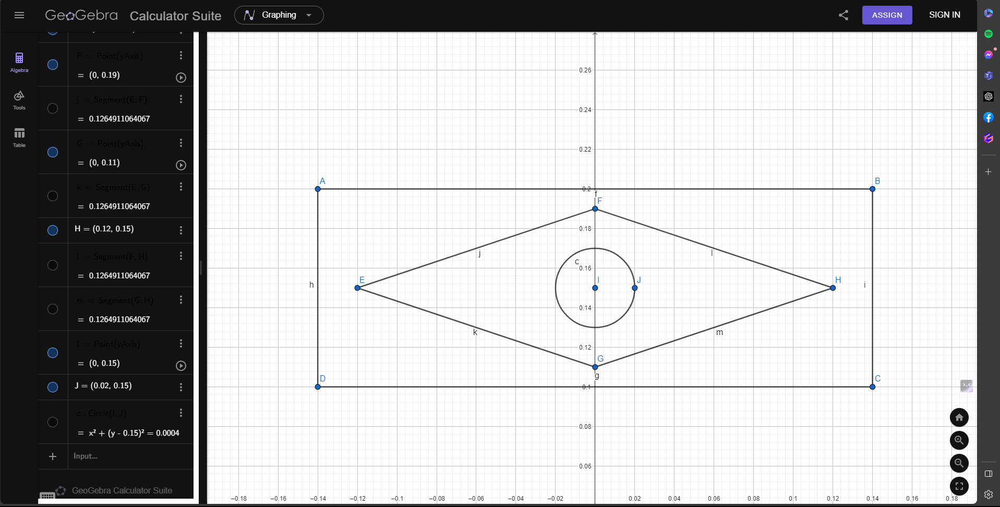 GeoGebra Calculator Suite
Graphing
ASSIGN
SIGN IN
Algebra
Tools
Table
F = Point(yAxis)
= (0, 0.19)
j = Segment(E, F)
= 0.1264911064067
G = Point(yAxis)
= (0, 0.11)
k = Segment(E, G)
= 0.1264911064067
H = (0.12, 0.15)
l = Segment(F, H)
= 0.1264911064067
m = Segment(G, H)
= 0.1264911064067
I = Point(yAxis)
= (0, 0.15)
J = (0.02, 0.15)
c : Circle(I, J)
= x² + (y - 0.15)² = 0.0004
Input...
GeoGebra Calculator Suite
0.26
0.24
0.22
A
B
0.2
f
F
0.18
j
l
c
0.16
h
E
I
J
H
i
0.14
k
m
0.12
G
g
D
C
0.1
0.08
0.06
–0.18 –0.16 –0.14 –0.12 –0.1 –0.08 –0.06 –0.04 –0.02 0.02 0.04 0.06 0.08 0.1 0.12 0.14 0.16 0.18